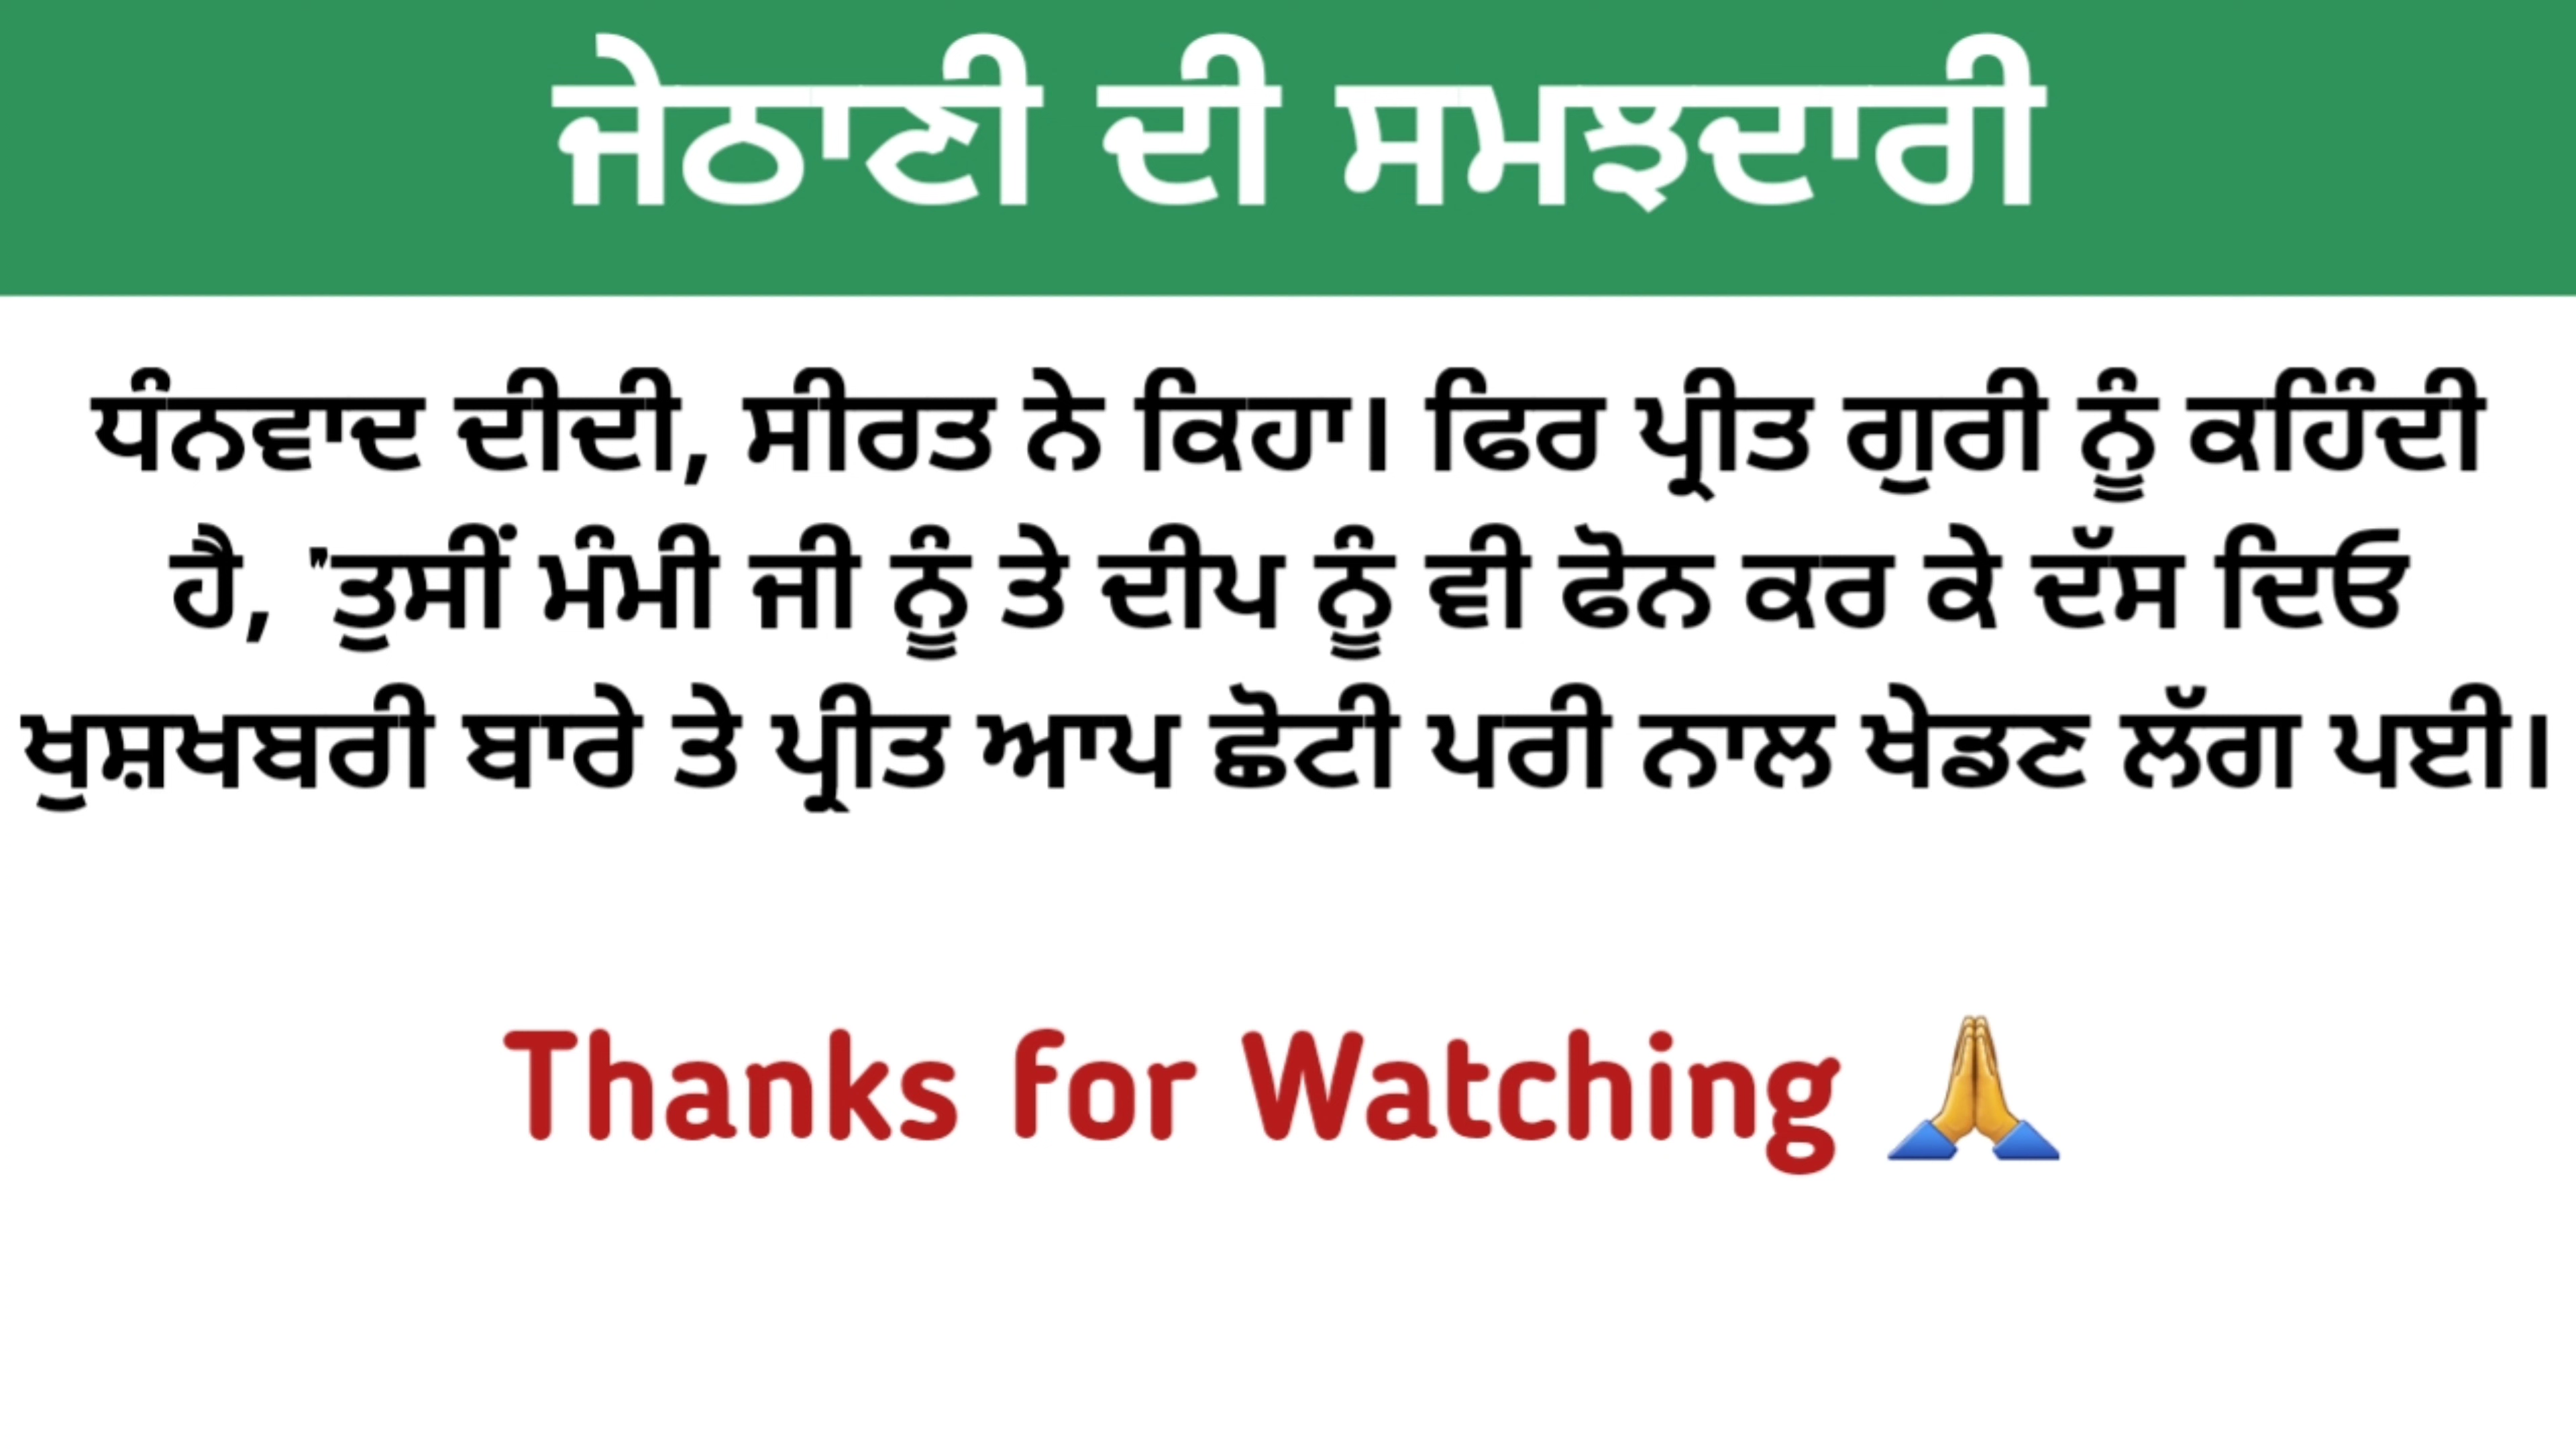 ਜੇਠਾਣੀ ਦੀ ਸਮਝਦਾਰੀ
ਧੰਨਵਾਦ ਦੀਦੀ, ਸੀਰਤ ਨੇ ਕਿਹਾ। ਫਿਰ ਪ੍ਰੀਤ ਗੁਰੀ ਨੂੰ ਕਹਿੰਦੀ
ਹੈ, "ਤੁਸੀਂ ਮੰਮੀ ਜੀ ਨੂੰ ਤੇ ਦੀਪ ਨੂੰ ਵੀ ਫੋਨ ਕਰ ਕੇ ਦੱਸ ਦਿਓ
ਖੁਸ਼ਖਬਰੀ ਬਾਰੇ ਤੇ ਪ੍ਰੀਤ ਆਪ ਛੋਟੀ ਪਰੀ ਨਾਲ ਖੇਡਣ ਲੱਗ ਪਈ।
Thanks for Watching 🙏